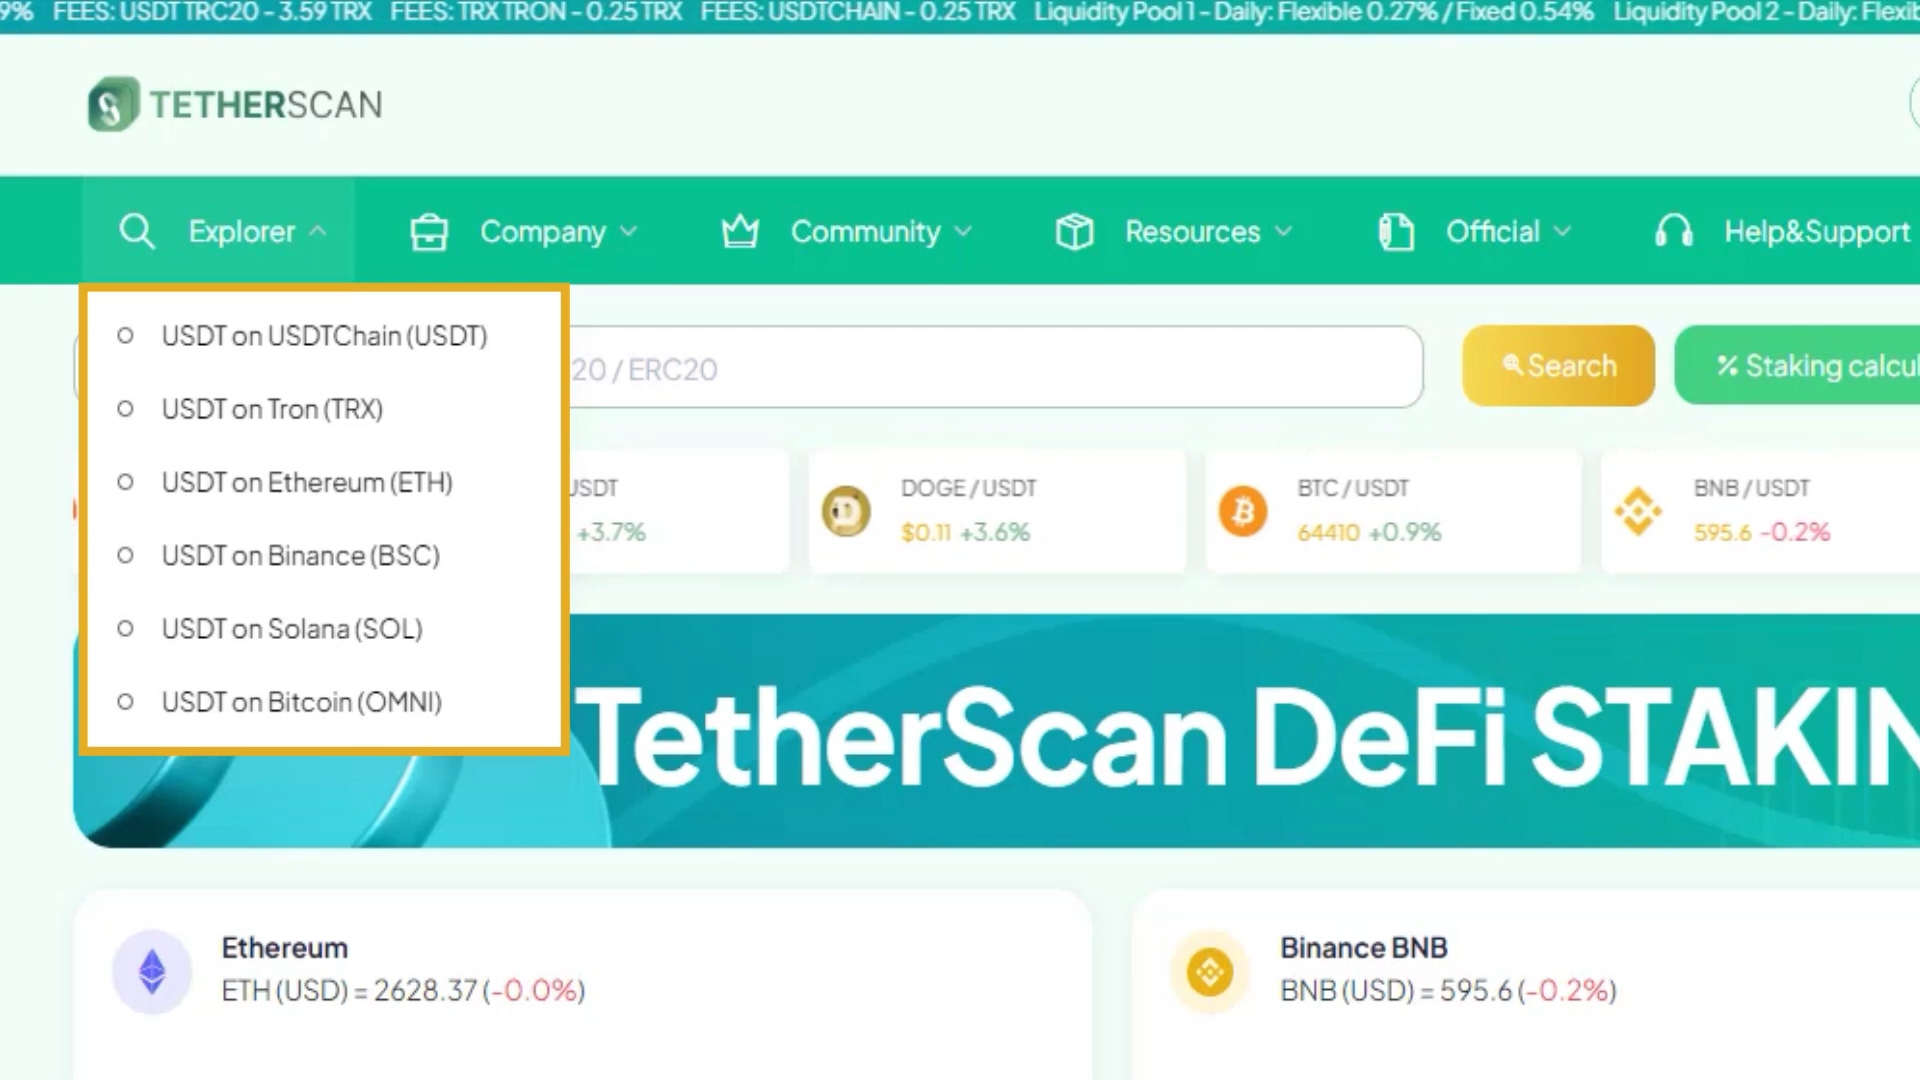 9% FEES: USDT TRC20 - 3.59 TRX FEES: TRX TRON - 0.25 TRX FEES: USDTCHAIN - 0.25 TRX Liquidity Pool 1 - Daily: Flexible 0.27% / Fixed 0.54% Liquidity Pool 2 - Daily: Flexib
TETHERSCAN
Explorer Company Community Resources Official Help&Support
USDT on USDTChain (USDT)
USDT on Tron (TRX)
USDT on Ethereum (ETH)
USDT on Binance (BSC)
USDT on Solana (SOL)
USDT on Bitcoin (OMNI)
20 / ERC20
Search
% Staking calcul
USDT
+3.7%
DOGE / USDT
$0.11 +3.6%
BTC / USDT
64410 +0.9%
BNB / USDT
595.6 -0.2%
TetherScan DeFi STAKIN
Ethereum
ETH (USD) = 2628.37 (-0.0%)
Binance BNB
BNB (USD) = 595.6 (-0.2%)